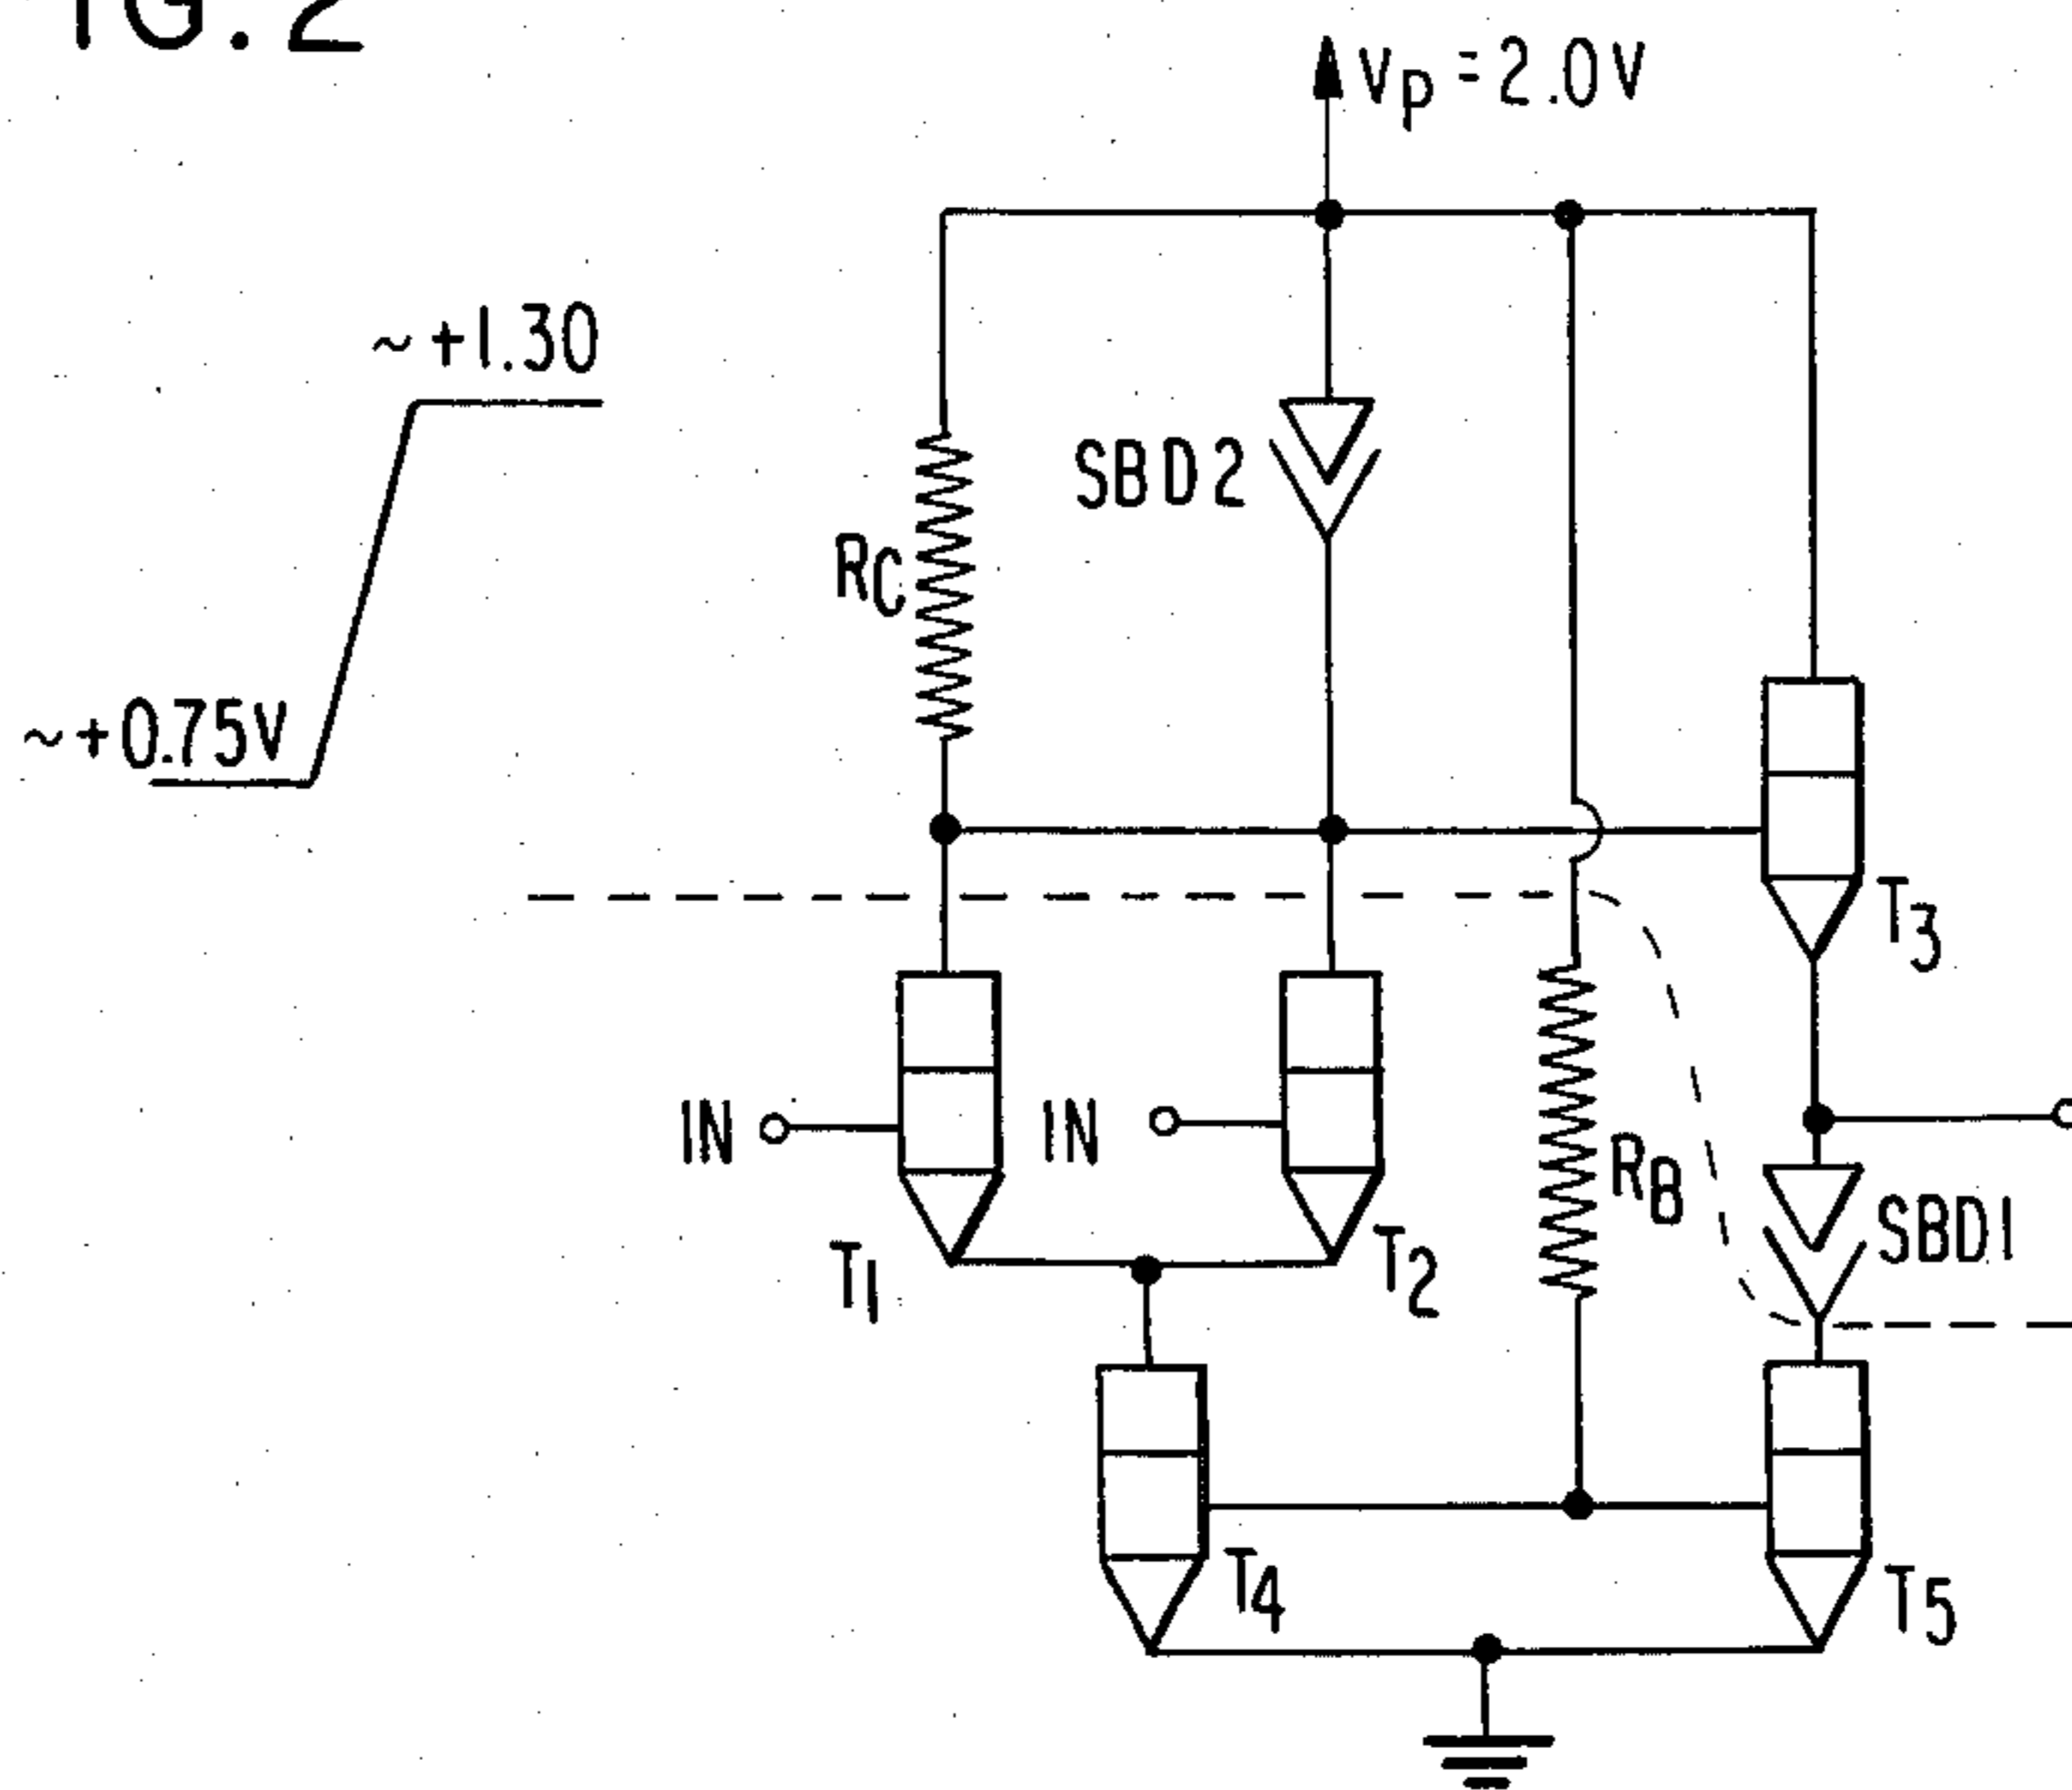 IG. 2
Vp = 2.0V
~+1.30
SBD2
RC
~+0.75V
T3
IN
IN
RB
SBD1
T1
T2
T4
T5